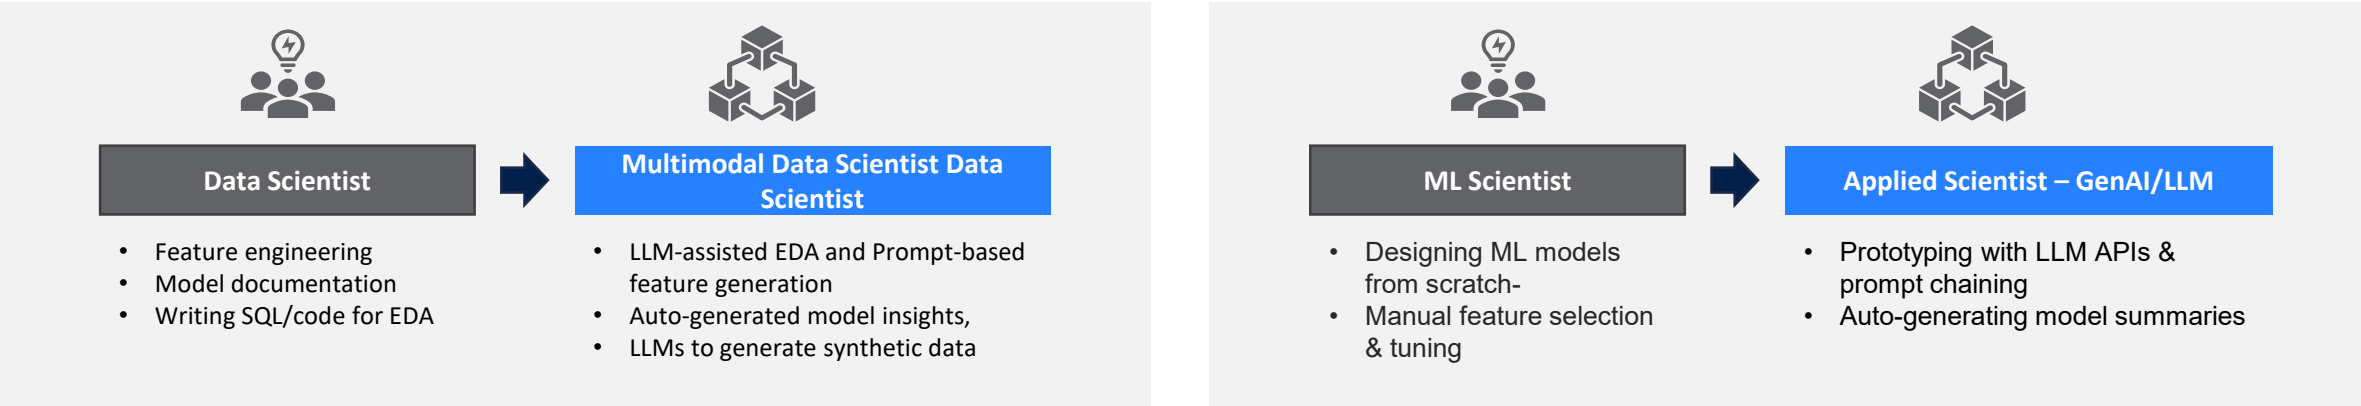 Data Scientist
• Feature engineering
• Model documentation
• Writing SQL/code for EDA
Multimodal Data Scientist Data
Scientist
• LLM-assisted EDA and Prompt-based
feature generation
• Auto-generated model insights,
• LLMs to generate synthetic data
ML Scientist
• Designing ML models
from scratch-
• Manual feature selection
& tuning
Applied Scientist – GenAI/LLM
• Prototyping with LLM APIs &
prompt chaining
• Auto-generating model summaries